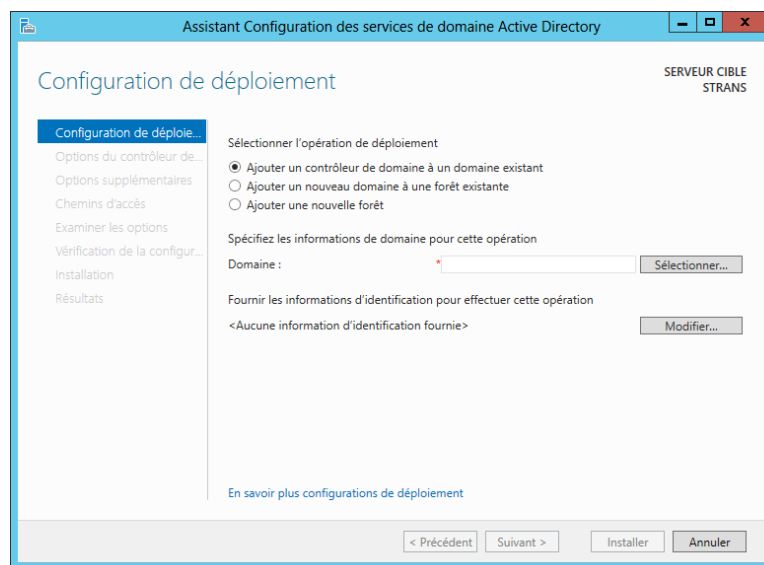 Assistant Configuration des services de domaine Active Directory
Configuration de déploiement
SERVEUR CIBLE
STRANS
Configuration de déploie...
Options du contrôleur de...
Options supplémentaires
Chemins d'accès
Examiner les options
Vérification de la configur...
Installation
Résultats
Sélectionner l'opération de déploiement
Ajouter un contrôleur de domaine à un domaine existant
Ajouter un nouveau domaine à une forêt existante
Ajouter une nouvelle forêt
Spécifiez les informations de domaine pour cette opération
Domaine : * Sélectionner...
Fournir les informations d'identification pour effectuer cette opération
<Aucune information d'identification fournie> Modifier...
En savoir plus configurations de déploiement
< Précédent Suivant > Installer Annuler